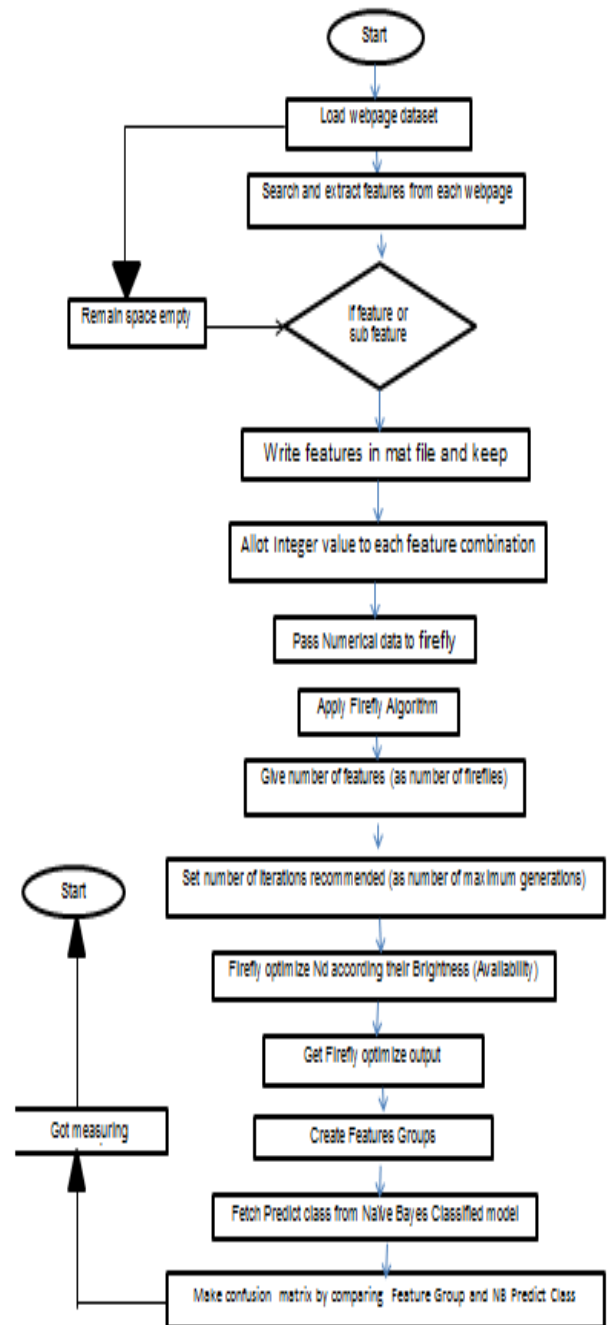 Start
Load webpage dataset
Search and extract features from each webpage
Remain space empty
If feature or
sub feature
Write features in mat file and keep
Allot Integer value to each feature combination
Pass Numerical data to firefly
Apply Firefly Algorithm
Give number of features (as number of fireflies)
Set number of iterations recommended (as number of maximum generations)
Start
Firefly optimize Nd according their Brightness (Availability)
Get Firefly optimize output
Got measuring
Create Features Groups
Fetch Predict class from Naïve Bayes Classified model
Make confusion matrix by comparing Feature Group and NB Predict Class